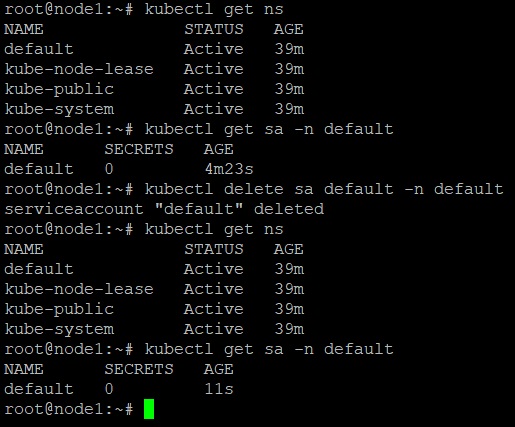 root@node1:~# kubectl get ns
NAME              STATUS   AGE
default           Active   39m
kube-node-lease   Active   39m
kube-public       Active   39m
kube-system       Active   39m
root@node1:~# kubectl get sa -n default
NAME      SECRETS   AGE
default   0         4m23s
root@node1:~# kubectl delete sa default -n default
serviceaccount "default" deleted
root@node1:~# kubectl get ns
NAME              STATUS   AGE
default           Active   39m
kube-node-lease   Active   39m
kube-public       Active   39m
kube-system       Active   39m
root@node1:~# kubectl get sa -n default
NAME      SECRETS   AGE
default   0         11s
root@node1:~#